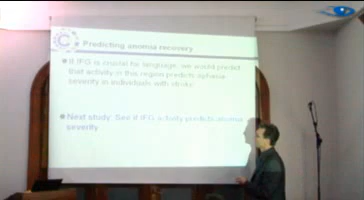 Predicting anomia recovery
If IFG is crucial for language, we would predict
that activity in this region predicts aphasia
severity in individuals with stroke.
Next study: See if IFG activity predicts anomia
severity